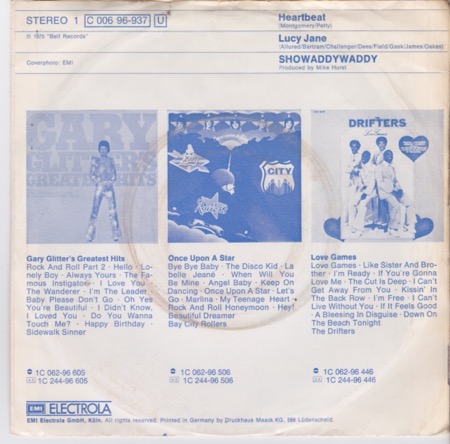 STEREO 1 C 006 96-937 U
℗ 1975 "Bell Records"
Coverphoto: EMI
Heartbeat
(Montgomery/Petty)
Lucy Jane
(Allured/Bartram/Challenger/Deas/Field/Gask/James/Oakes)
SHOWADDYWADDY
Produced by Mike Hurst
GARY
GLITTER'S
GREATEST HITS
CITY
DRIFTERS
Love Games
Gary Glitter's Greatest Hits
Rock And Roll Part 2 · Hello · Lo-
nely Boy · Always Yours · The Fa-
mous Instigator · I Love You ·
The Wanderer · I'm The Leader
Baby Please Don't Go · Oh Yes
You're Beautiful · I Didn't Know,
I Loved You · Do You Wanna
Touch Me? · Happy Birthday ·
Sidewalk Sinner
1C 062-96 605
1C 244-96 605
Once Upon A Star
Bye Bye Baby · The Disco Kid · La
belle Jeane · When Will You
Be Mine · Angel Baby · Keep On
Dancing · Once Upon A Star · Let's
Go · Marlina · My Teenage Heart ·
Rock And Roll Honeymoon · Hey!
Beautiful Dreamer
Bay City Rollers
1C 062-96 506
1C 244-96 506
Love Games
Love Games · Like Sister And Bro-
ther · I'm Ready · If You're Gonna
Love Me · The Cut Is Deep · I Can't
Get Away From You · Kissin' In
The Back Row · I'm Free · I Can't
Live Without You · If It Feels Good
· A Bleesing In Disguise · Down On
The Beach Tonight
The Drifters
1C 062-96 446
1C 244-96 446
EMI ELECTROLA
EMI Electrola GmbH, Köln. All rights reserved. Printed in Germany by Druckhaus Maack KG, 588 Lüdenscheid.